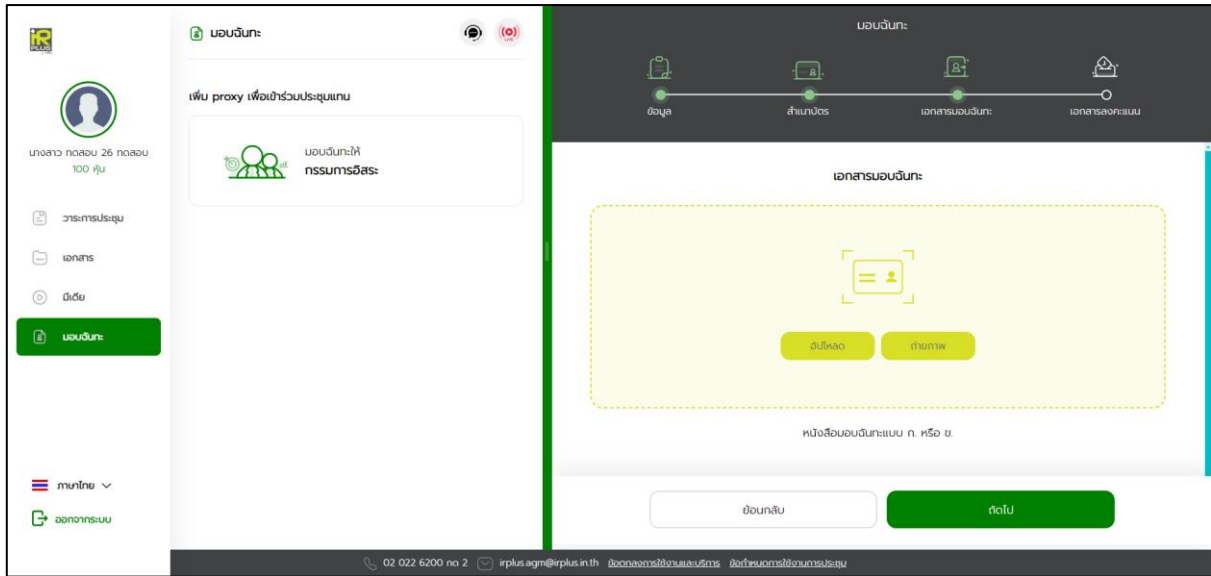 iR
PLUS
นางสาว ทดสอบ 26 ทดสอบ
100 หุ้น
วาระการประชุม
เอกสาร
มีเดีย
มอบฉันทะ
ภาษาไทย
ออกจากระบบ
มอบฉันทะ
LIVE
เพิ่ม proxy เพื่อเข้าร่วมประชุมแทน
มอบฉันทะให้
กรรมการอิสระ
มอบฉันทะ
ข้อมูล
สำเนาบัตร
เอกสารมอบฉันทะ
เอกสารลงคะแนน
เอกสารมอบฉันทะ
อัปโหลด
ถ่ายภาพ
หนังสือมอบฉันทะแบบ ก. หรือ ข.
ย้อนกลับ
ถัดไป
02 022 6200 กด 2 irplus.agm@irplus.in.th ข้อตกลงการใช้งานและบริการ ข้อกำหนดการใช้งานการประชุม